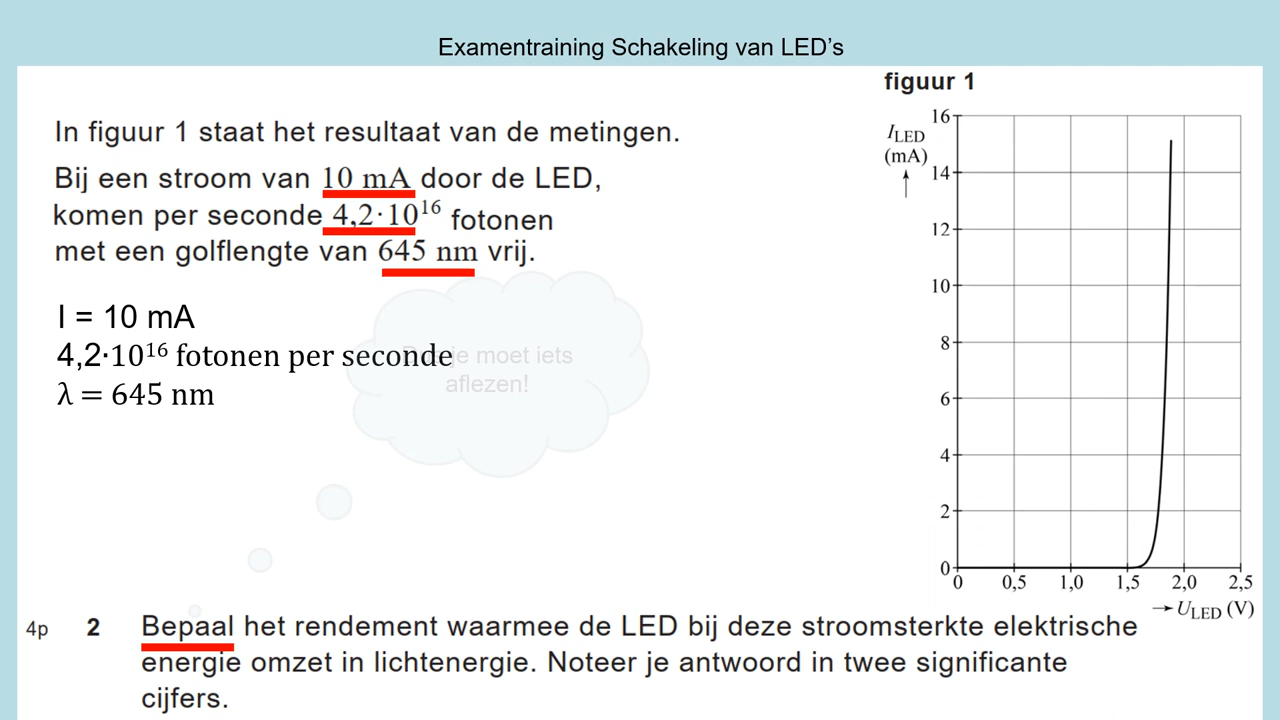 Examentraining Schakeling van LED’s
figuur 1
In figuur 1 staat het resultaat van de metingen.
Bij een stroom van 10 mA door de LED,
komen per seconde 4,2·10¹⁶ fotonen
met een golflengte van 645 nm vrij.
I = 10 mA
4,2·10¹⁶ fotonen per seconde
λ = 645 nm
je moet iets
aflezen!
I_LED
(mA)
16
14
12
10
8
6
4
2
0
0 0,5 1,0 1,5 2,0 2,5
→ U_LED (V)
4p 2 Bepaal het rendement waarmee de LED bij deze stroomsterkte elektrische
energie omzet in lichtenergie. Noteer je antwoord in twee significante
cijfers.